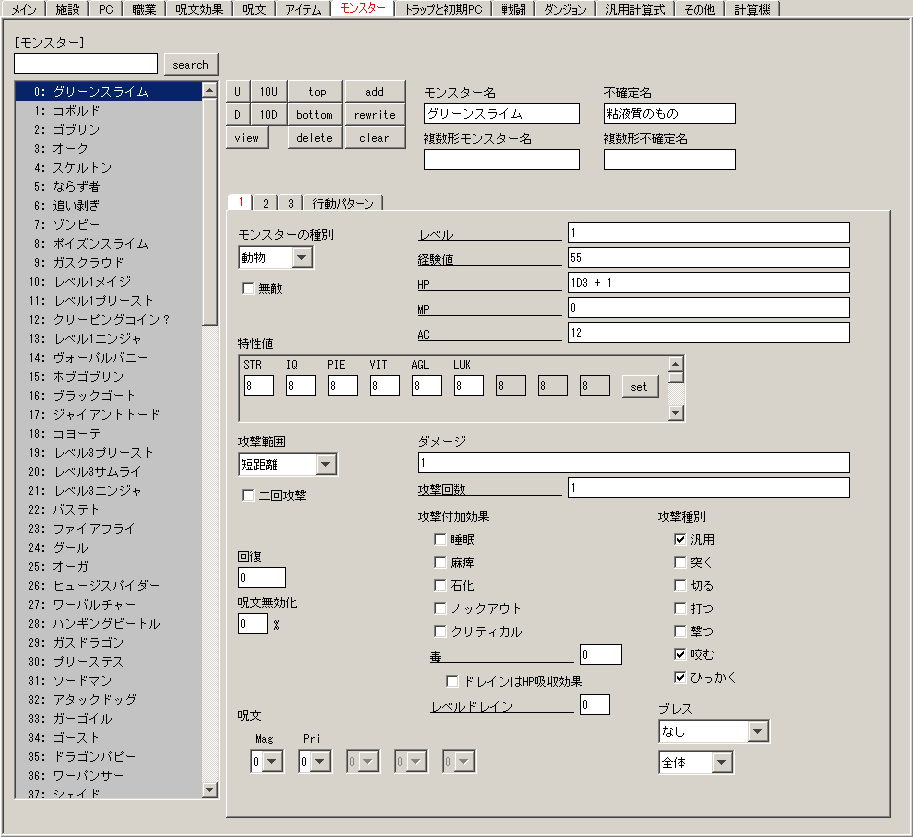 メイン 施設 PC 職業 呪文効果 呪文 アイテム モンスター トラップと初期PC 戦闘 ダンジョン 汎用計算式 その他 計算機
[モンスター]
search
0: グリーンスライム
1: コボルド
2: ゴブリン
3: オーク
4: スケルトン
5: ならず者
6: 追い剥ぎ
7: ゾンビー
8: ポイズンスライム
9: ガスクラウド
10: レベル1メイジ
11: レベル1プリースト
12: クリーピングコイン?
13: レベル1ニンジャ
14: ヴォーパルバニー
15: ホブゴブリン
16: ブラックゴート
17: ジャイアントトード
18: コヨーテ
19: レベル3プリースト
20: レベル3サムライ
21: レベル3ニンジャ
22: バステト
23: ファイアフライ
24: グール
25: オーガ
26: ヒュージスパイダー
27: ワーバルチャー
28: ハンギングビートル
29: ガスドラゴン
30: プリーステス
31: ソードマン
32: アタックドッグ
33: ガーゴイル
34: ゴースト
35: ドラゴンパピー
36: ワーパンサー
37: シェイド
U 10U top add
D 10D bottom rewrite
view delete clear
モンスター名 不確定名
グリーンスライム 粘液質のもの
複数形モンスター名 複数形不確定名
1 2 3 行動パターン
モンスターの種別
動物
無敵
レベル 1
経験値 55
HP 1D3 + 1
MP 0
AC 12
特性値
STR IQ PIE VIT AGL LUK
8 8 8 8 8 8 8 8 8 set
攻撃範囲
短距離
二回攻撃
ダメージ
1
攻撃回数 1
回復
0
呪文無効化
0 %
攻撃付加効果
睡眠
麻痺
石化
ノックアウト
クリティカル
毒 0
ドレインはHP吸収効果
レベルドレイン 0
攻撃種別
汎用
突く
切る
打つ
撃つ
咬む
ひっかく
ブレス
なし
全体
呪文
Mag Pri
0 0 0 0 0